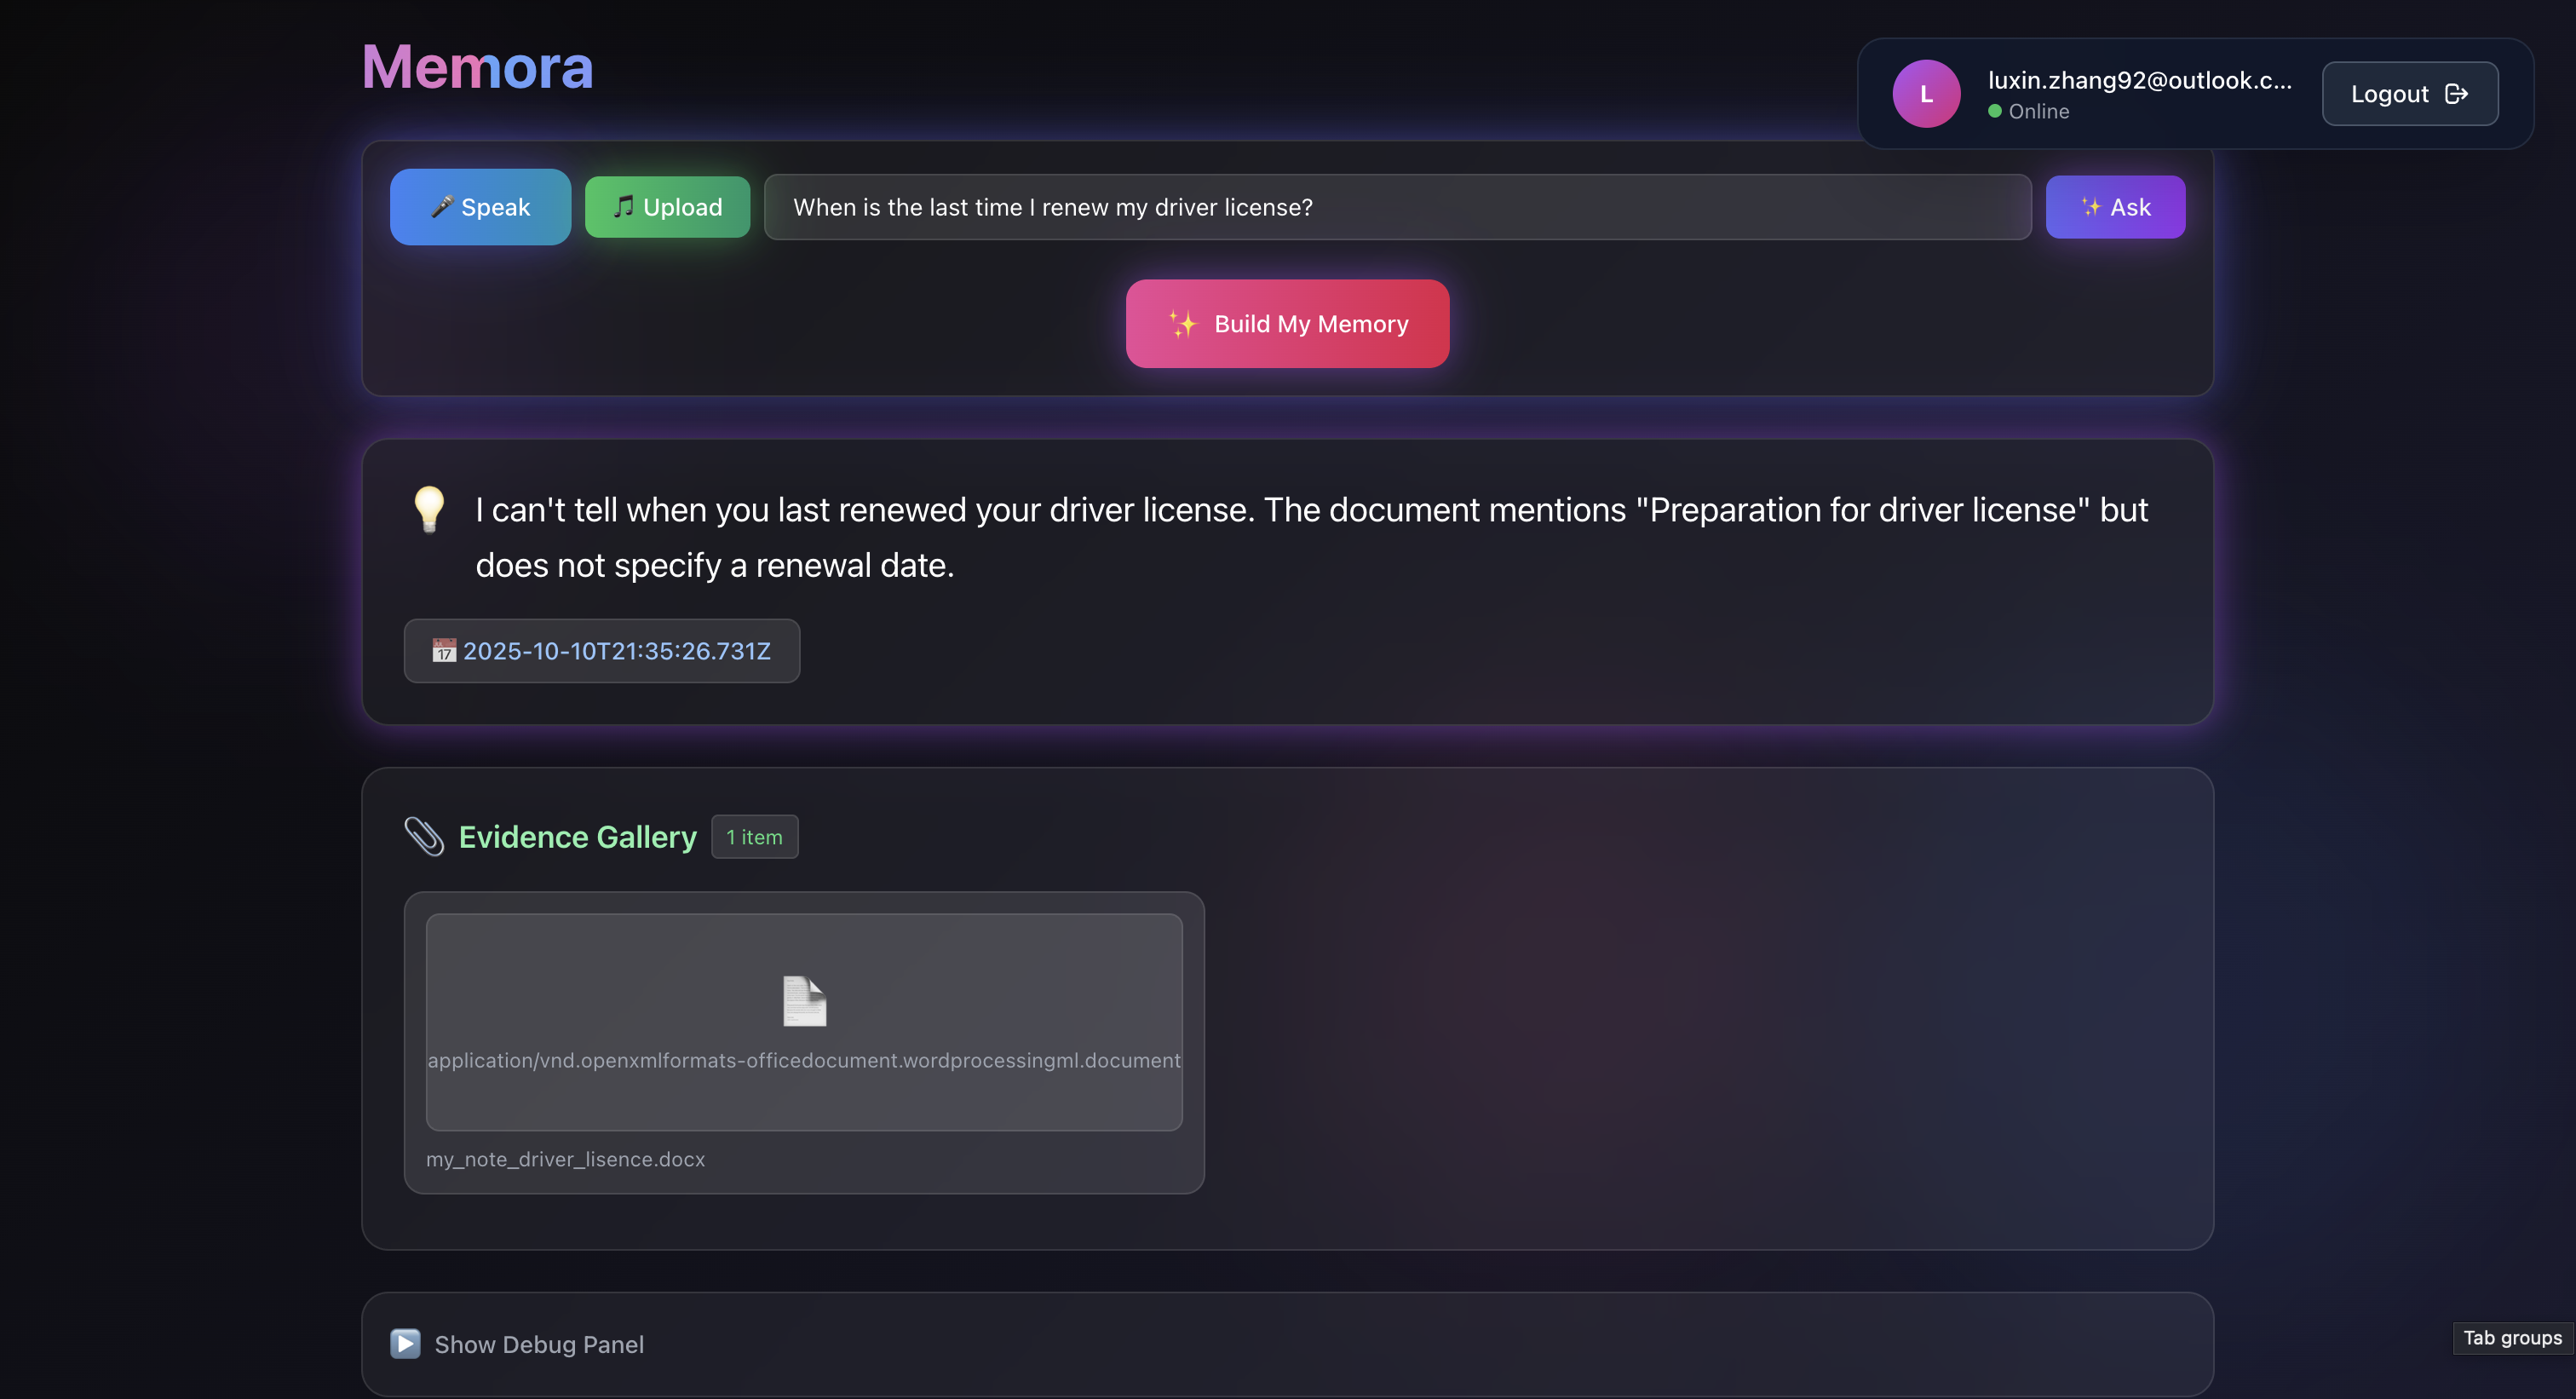 Memora
L
luxin.zhang92@outlook.c...
Online
Logout
Speak
Upload
When is the last time I renew my driver license?
Ask
Build My Memory
I can't tell when you last renewed your driver license. The document mentions "Preparation for driver license" but
does not specify a renewal date.
17
2025-10-10T21:35:26.731Z
Evidence Gallery
1 item
application/vnd.openxmlformats-officedocument.wordprocessingml.document
my_note_driver_lisence.docx
Show Debug Panel
Tab groups